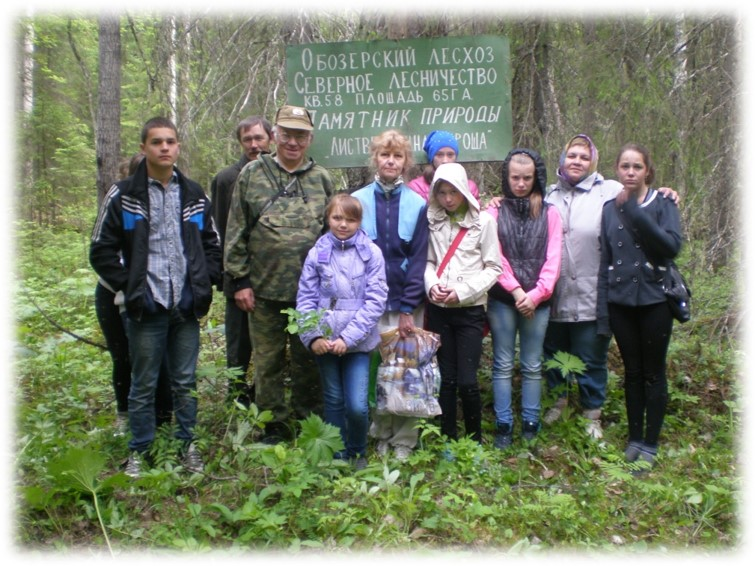 Обозерский лесхоз
Северное лесничество
кв.58 площадь 65га.
Памятник природы